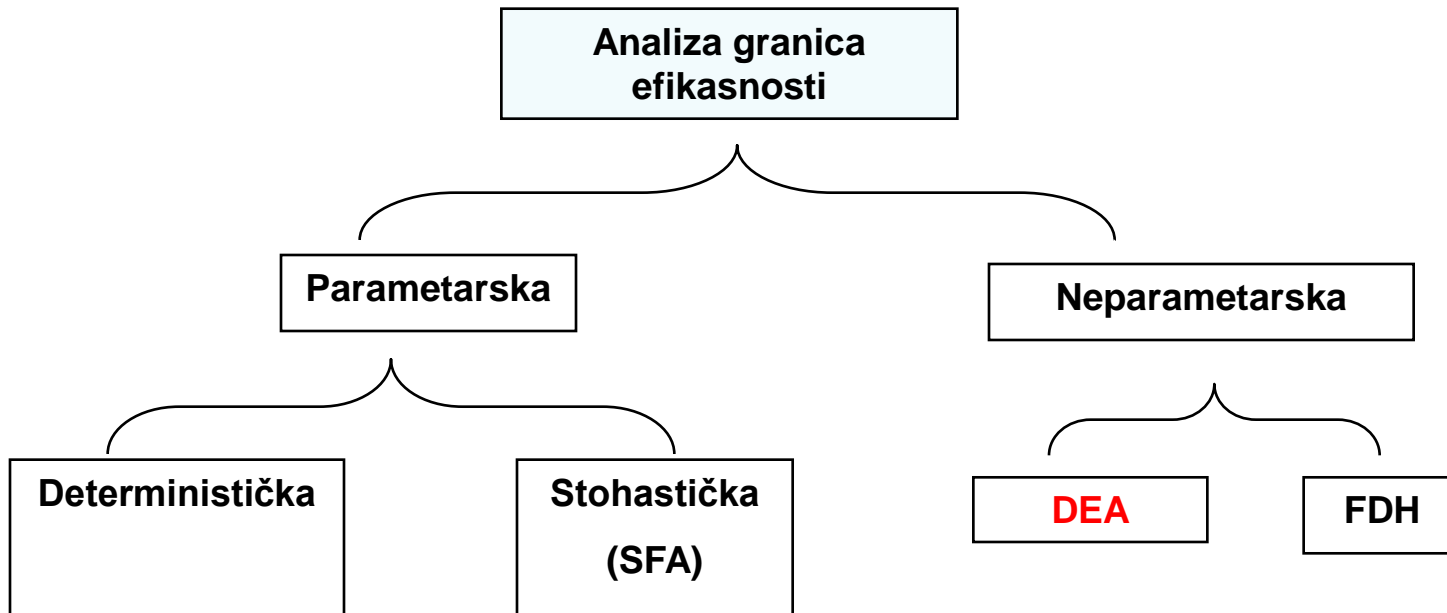 Analiza granica
efikasnosti
Parametarska
Neparametarska
Deterministička
Stohastička
(SFA)
DEA
FDH